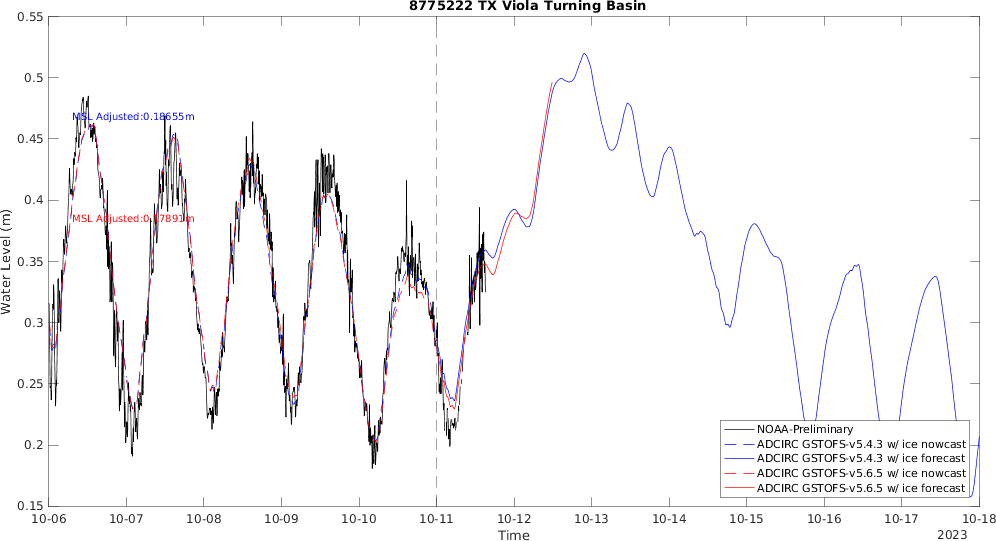 8775222 TX Viola Turning Basin
0.55
0.5
0.45
0.4
0.35
0.3
0.25
0.2
0.15
Water Level (m)
MSL Adjusted:0.18655m
MSL Adjusted:0.17891m
NOAA-Preliminary
ADCIRC GSTOFS-v5.4.3 w/ ice nowcast
ADCIRC GSTOFS-v5.4.3 w/ ice forecast
ADCIRC GSTOFS-v5.6.5 w/ ice nowcast
ADCIRC GSTOFS-v5.6.5 w/ ice forecast
10-06 10-07 10-08 10-09 10-10 10-11 10-12 10-13 10-14 10-15 10-16 10-17 10-18
Time
2023